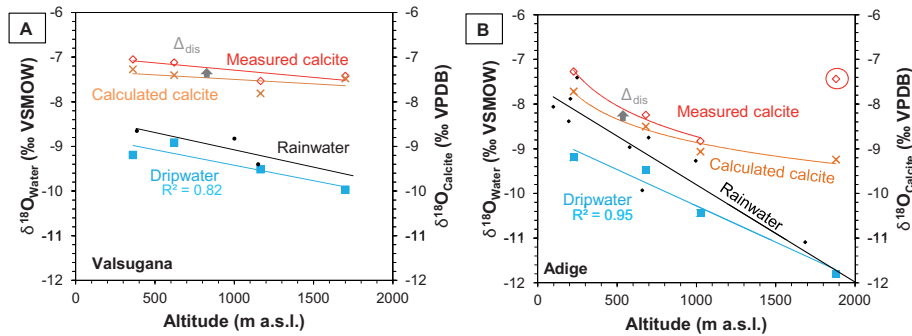 A
-6
-7
-8
-9
-10
-11
-12
δ18OWater (‰ VSMOW)
Δdis
Measured calcite
Calculated calcite
Rainwater
Dripwater
R² = 0.82
Valsugana
-6
-7
-8
-9
-10
-11
-12
δ18OCalcite (‰ VPDB)
0
500
1000
1500
2000
Altitude (m a.s.l.)
B
-6
-7
-8
-9
-10
-11
-12
δ18OWater (‰ VSMOW)
Δdis
Measured calcite
Calculated calcite
Rainwater
Dripwater
R² = 0.95
Adige
-6
-7
-8
-9
-10
-11
-12
δ18OCalcite (‰ VPDB)
0
500
1000
1500
2000
Altitude (m a.s.l.)